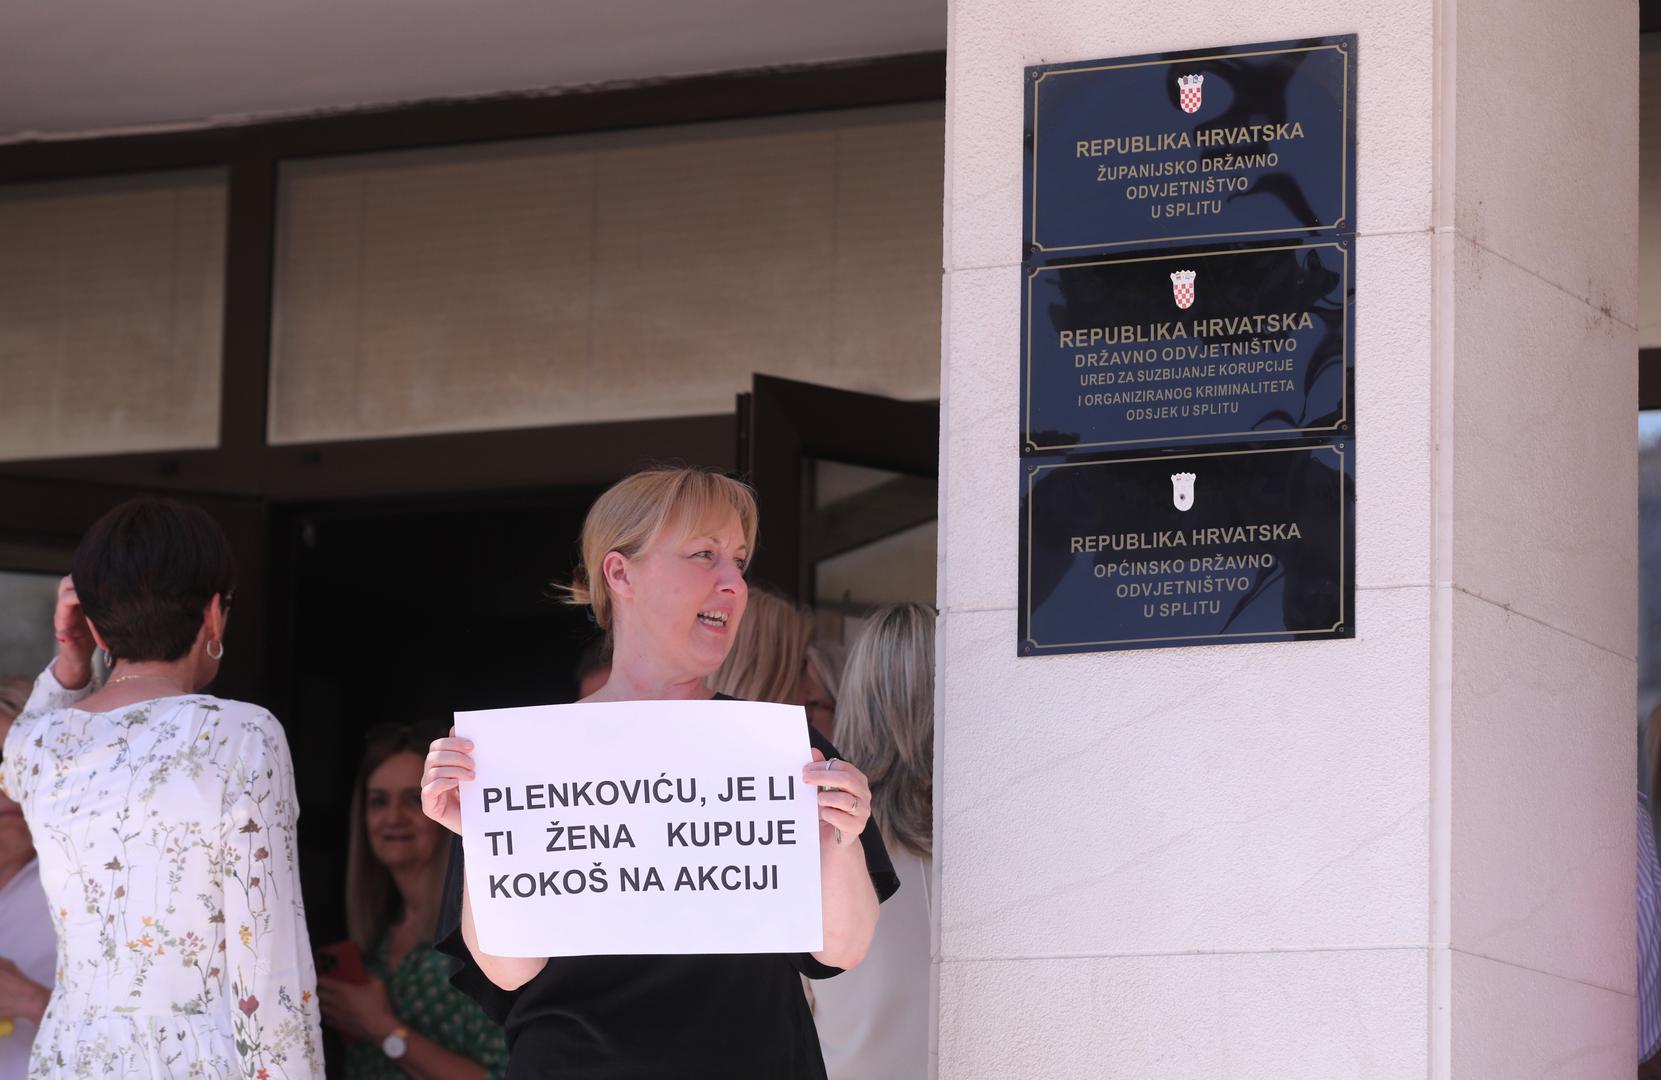 REPUBLIKA HRVATSKA
ŽUPANIJSKO DRŽAVNO
ODVJETNIŠTVO
U SPLITU
REPUBLIKA HRVATSKA
DRŽAVNO ODVJETNIŠTVO
URED ZA SUZBIJANJE KORUPCIJE
I ORGANIZIRANOG KRIMINALITETA
ODSJEK U SPLITU
REPUBLIKA HRVATSKA
OPĆINSKO DRŽAVNO
ODVJETNIŠTVO
U SPLITU
PLENKOVIĆU, JE LI
TI ŽENA KUPUJE
KOKOŠ NA AKCIJI